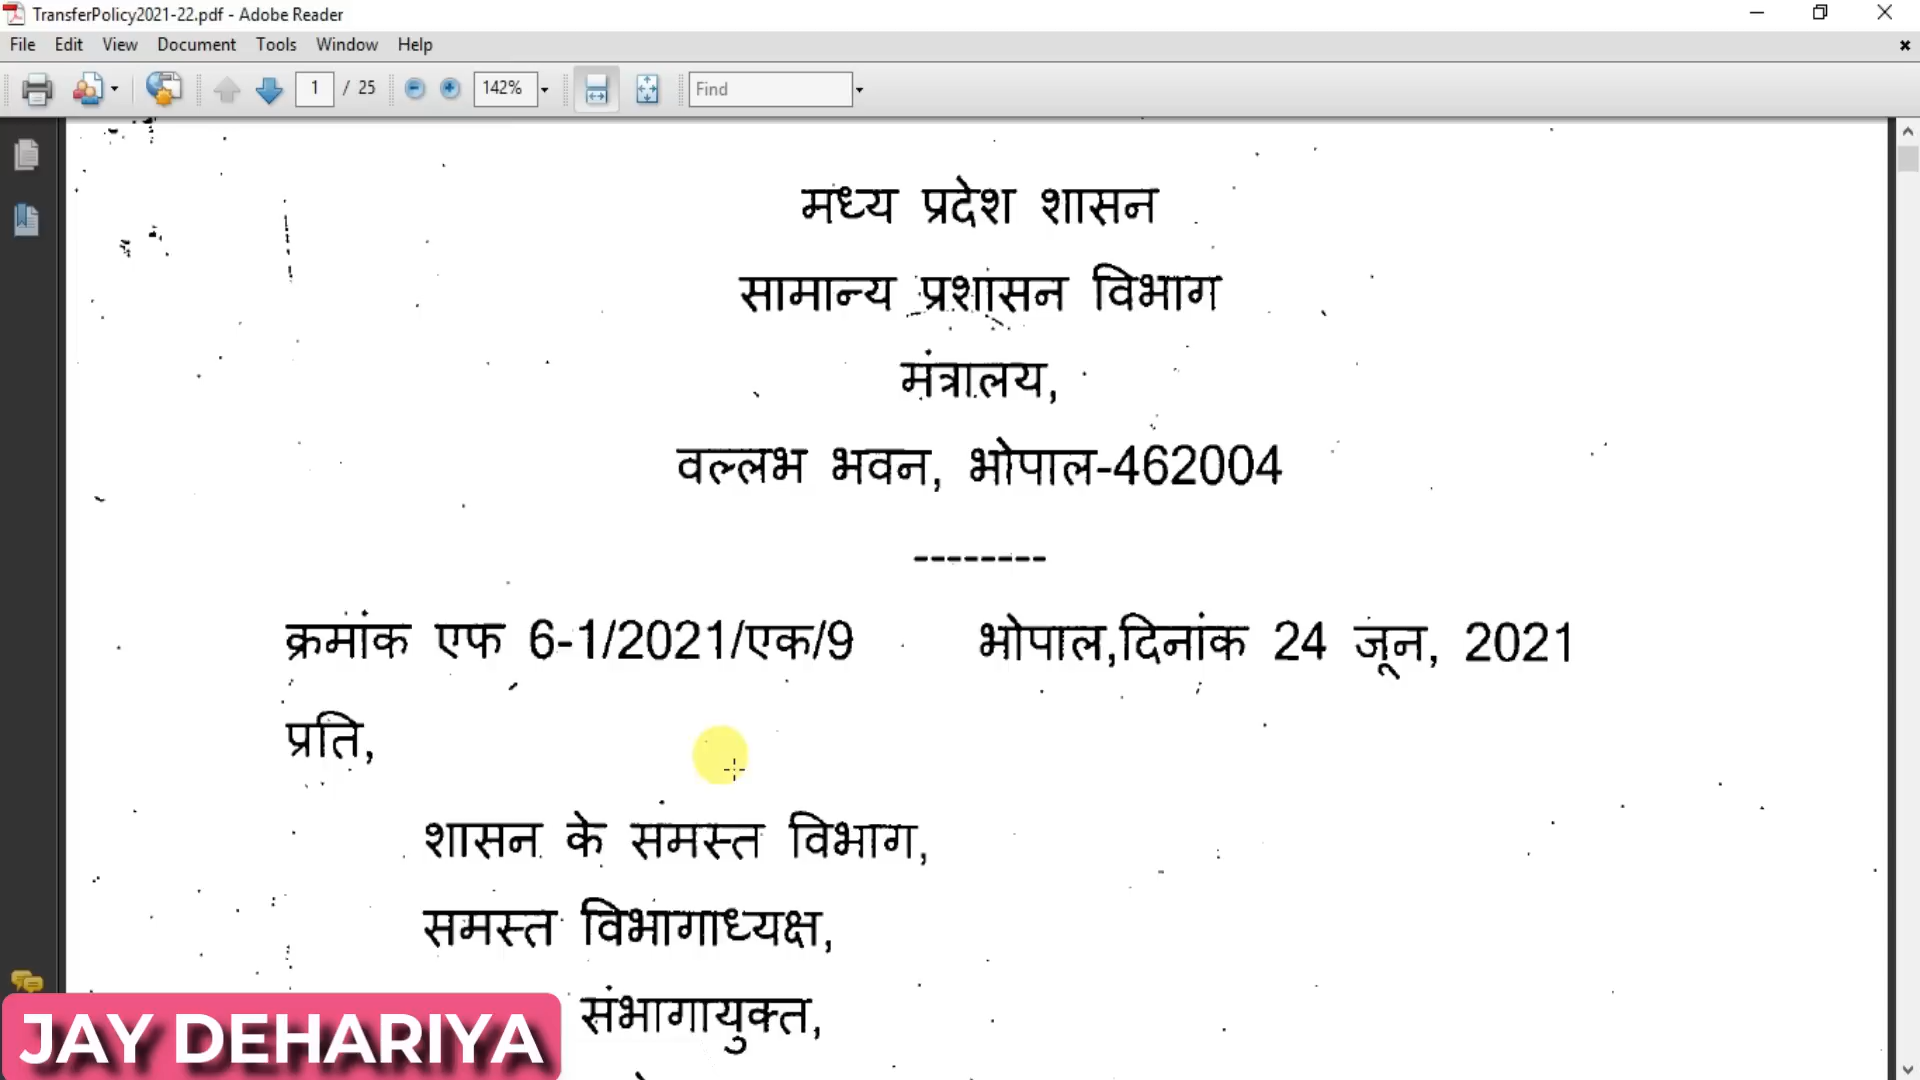 TransferPolicy2021-22.pdf - Adobe Reader
File Edit View Document Tools Window Help
1 / 25 142% Find
मध्य प्रदेश शासन
सामान्य प्रशासन विभाग
मंत्रालय,
वल्लभ भवन, भोपाल-462004
--------
क्रमांक एफ 6-1/2021/एक/9 भोपाल,दिनांक 24 जून, 2021
प्रति,
शासन के समस्त विभाग,
समस्त विभागाध्यक्ष,
संभागायुक्त,
JAY DEHARIYA